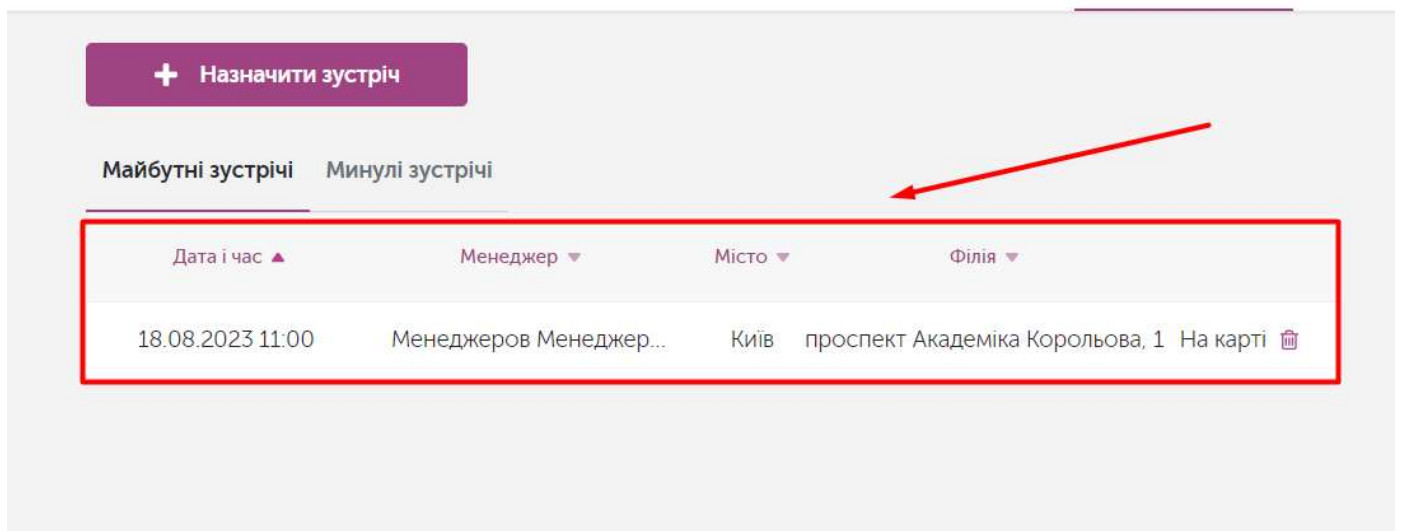 Назначити зустріч
Майбутні зустрічі Минулі зустрічі
Дата і час Менеджер Місто Філія
18.08.2023 11:00 Менеджеров Менеджер... Київ проспект Академіка Корольова, 1 На карті